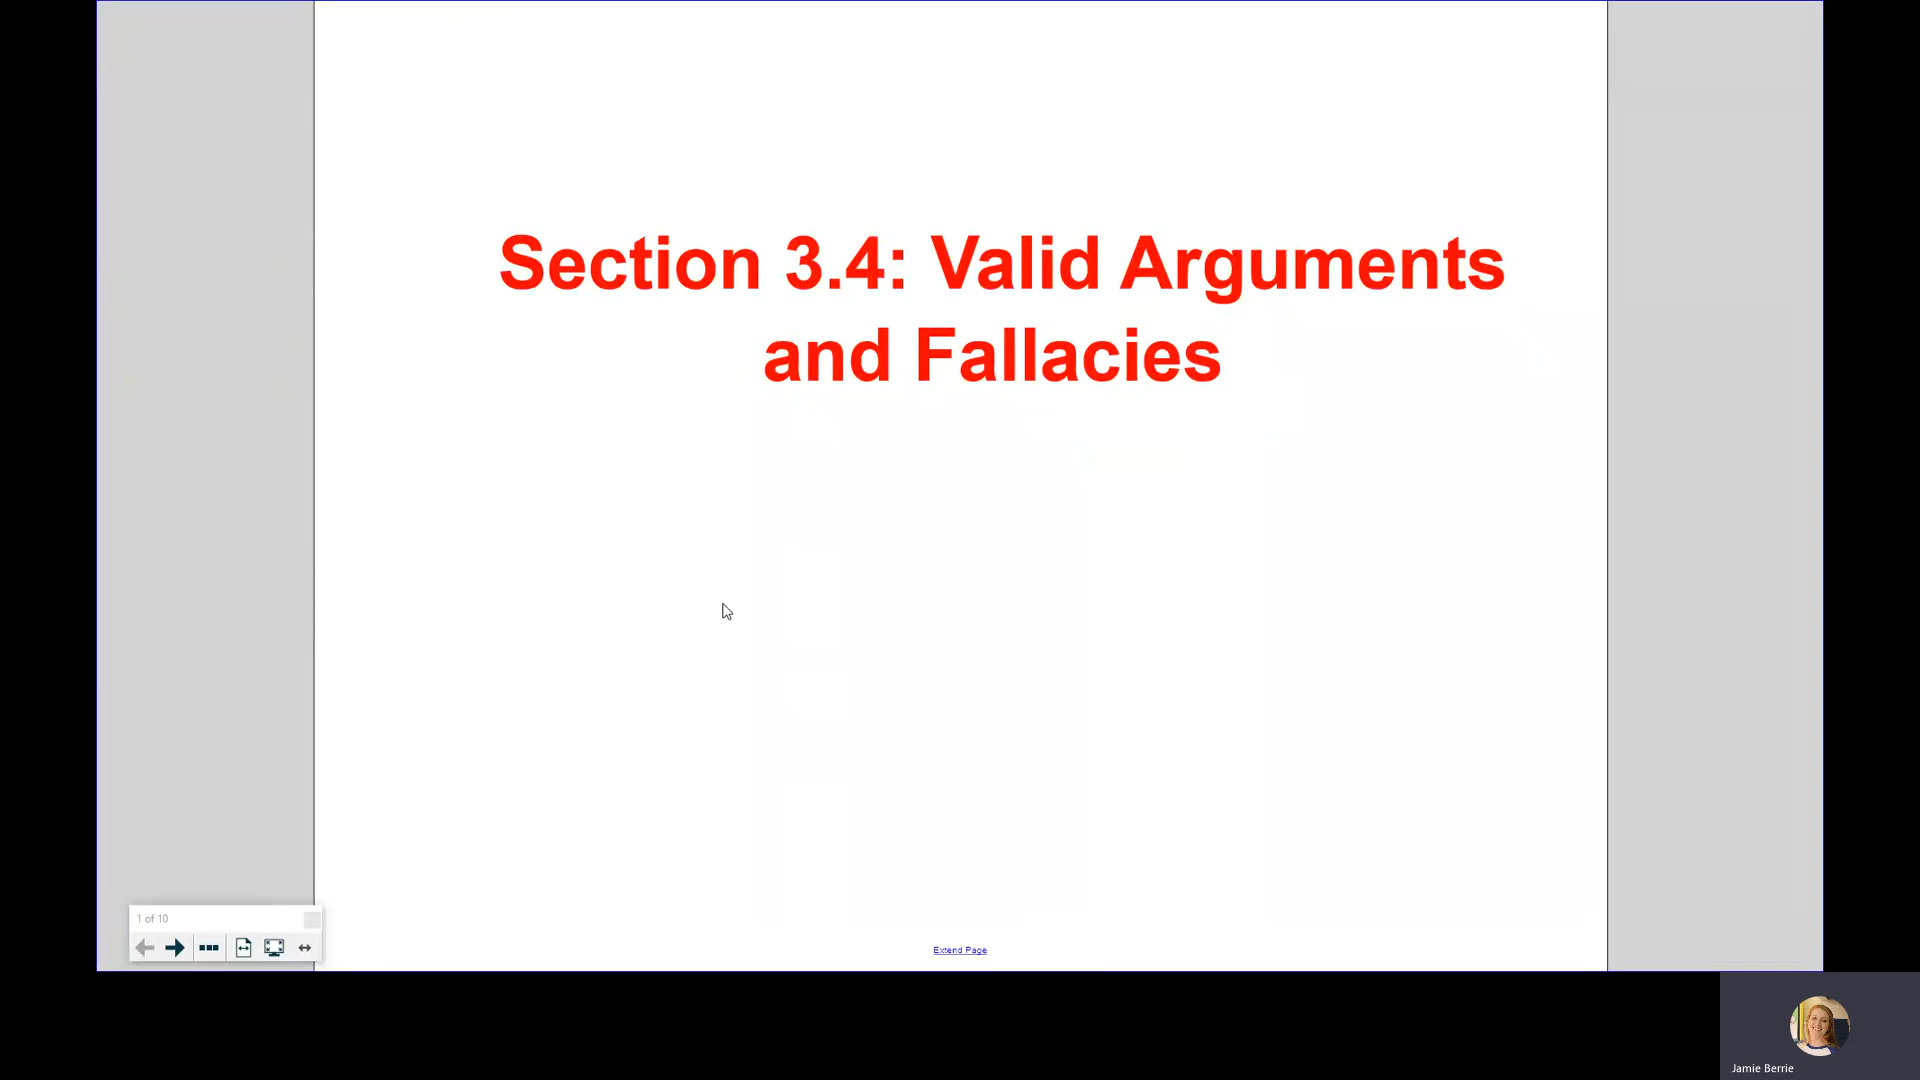 Section 3.4: Valid Arguments
and Fallacies
1 of 10
Extend Page
Jamie Berrie